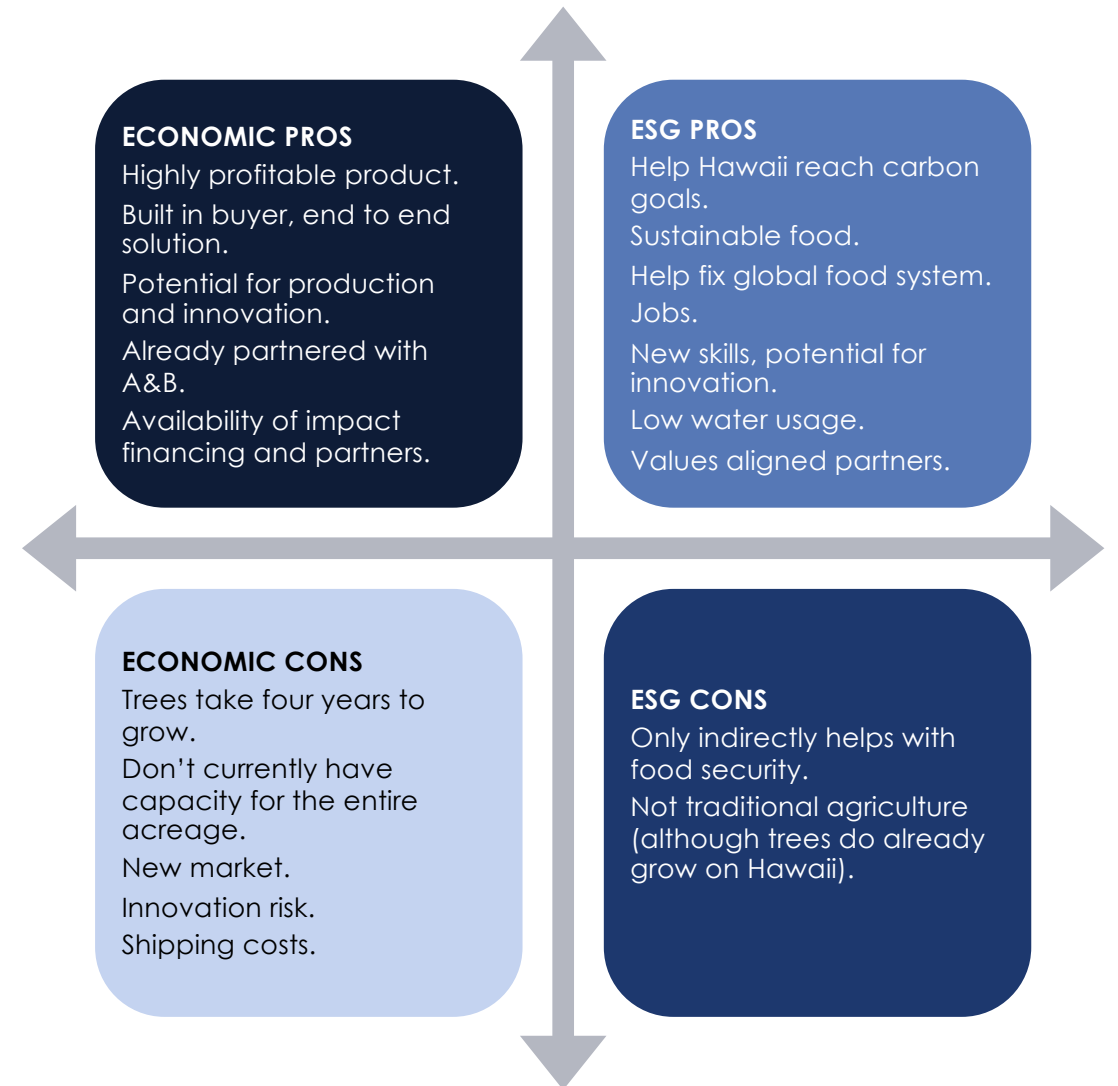 ECONOMIC PROS
Highly profitable product.
Built in buyer, end to end
solution.
Potential for production
and innovation.
Already partnered with
A&B.
Availability of impact
financing and partners.
ESG PROS
Help Hawaii reach carbon
goals.
Sustainable food.
Help fix global food system.
Jobs.
New skills, potential for
innovation.
Low water usage.
Values aligned partners.
ECONOMIC CONS
Trees take four years to
grow.
Don’t currently have
capacity for the entire
acreage.
New market.
Innovation risk.
Shipping costs.
ESG CONS
Only indirectly helps with
food security.
Not traditional agriculture
(although trees do already
grow on Hawaii).